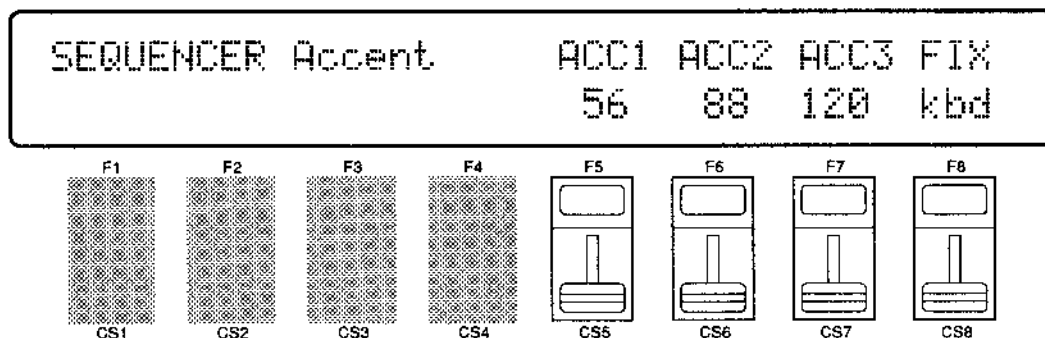 SEQUENCER Accent ACC1 ACC2 ACC3 FIX
56 88 120 kbd
F1 F2 F3 F4 F5 F6 F7 F8
CS1 CS2 CS3 CS4 CS5 CS6 CS7 CS8